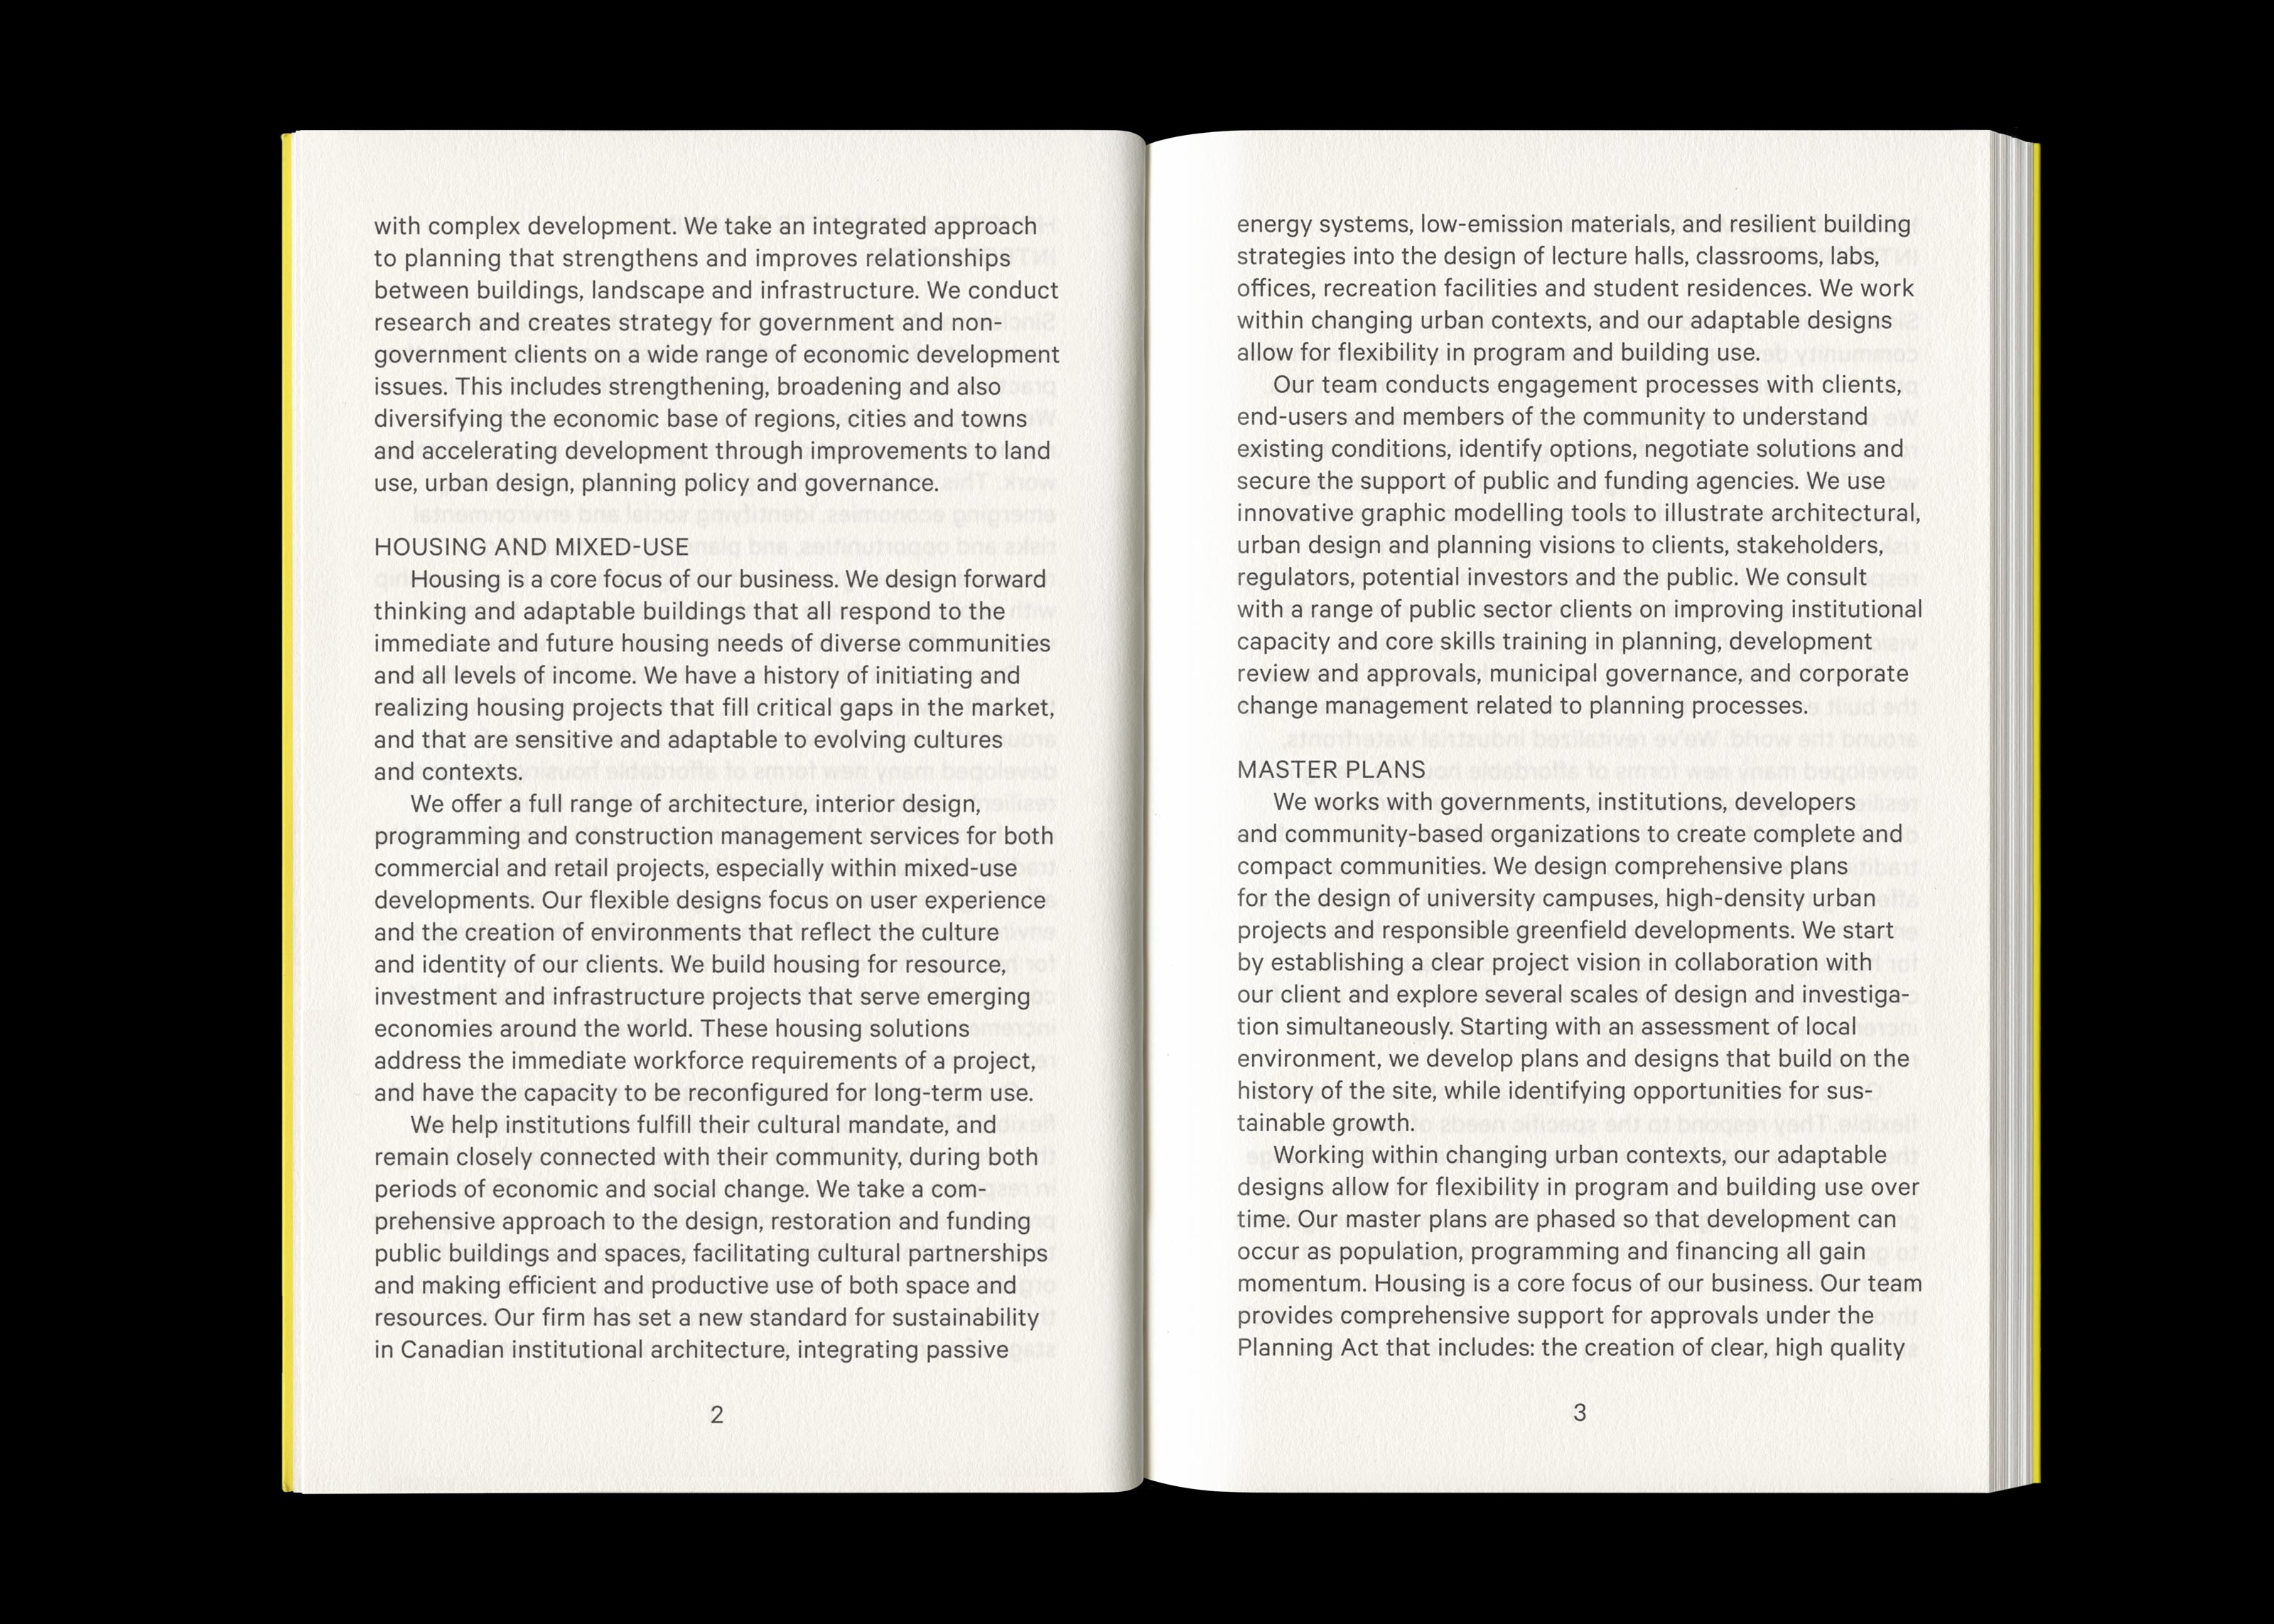 with complex development. We take an integrated approach
to planning that strengthens and improves relationships
between buildings, landscape and infrastructure. We conduct
research and creates strategy for government and non-
government clients on a wide range of economic development
issues. This includes strengthening, broadening and also
diversifying the economic base of regions, cities and towns
and accelerating development through improvements to land
use, urban design, planning policy and governance.
HOUSING AND MIXED-USE
Housing is a core focus of our business. We design forward
thinking and adaptable buildings that all respond to the
immediate and future housing needs of diverse communities
and all levels of income. We have a history of initiating and
realizing housing projects that fill critical gaps in the market,
and that are sensitive and adaptable to evolving cultures
and contexts.
We offer a full range of architecture, interior design,
programming and construction management services for both
commercial and retail projects, especially within mixed-use
developments. Our flexible designs focus on user experience
and the creation of environments that reflect the culture
and identity of our clients. We build housing for resource,
investment and infrastructure projects that serve emerging
economies around the world. These housing solutions
address the immediate workforce requirements of a project,
and have the capacity to be reconfigured for long-term use.
We help institutions fulfill their cultural mandate, and
remain closely connected with their community, during both
periods of economic and social change. We take a com-
prehensive approach to the design, restoration and funding
public buildings and spaces, facilitating cultural partnerships
and making efficient and productive use of both space and
resources. Our firm has set a new standard for sustainability
in Canadian institutional architecture, integrating passive
2
energy systems, low-emission materials, and resilient building
strategies into the design of lecture halls, classrooms, labs,
offices, recreation facilities and student residences. We work
within changing urban contexts, and our adaptable designs
allow for flexibility in program and building use.
Our team conducts engagement processes with clients,
end-users and members of the community to understand
existing conditions, identify options, negotiate solutions and
secure the support of public and funding agencies. We use
innovative graphic modelling tools to illustrate architectural,
urban design and planning visions to clients, stakeholders,
regulators, potential investors and the public. We consult
with a range of public sector clients on improving institutional
capacity and core skills training in planning, development
review and approvals, municipal governance, and corporate
change management related to planning processes.
MASTER PLANS
We works with governments, institutions, developers
and community-based organizations to create complete and
compact communities. We design comprehensive plans
for the design of university campuses, high-density urban
projects and responsible greenfield developments. We start
by establishing a clear project vision in collaboration with
our client and explore several scales of design and investiga-
tion simultaneously. Starting with an assessment of local
environment, we develop plans and designs that build on the
history of the site, while identifying opportunities for sus-
tainable growth.
Working within changing urban contexts, our adaptable
designs allow for flexibility in program and building use over
time. Our master plans are phased so that development can
occur as population, programming and financing all gain
momentum. Housing is a core focus of our business. Our team
provides comprehensive support for approvals under the
Planning Act that includes: the creation of clear, high quality
3